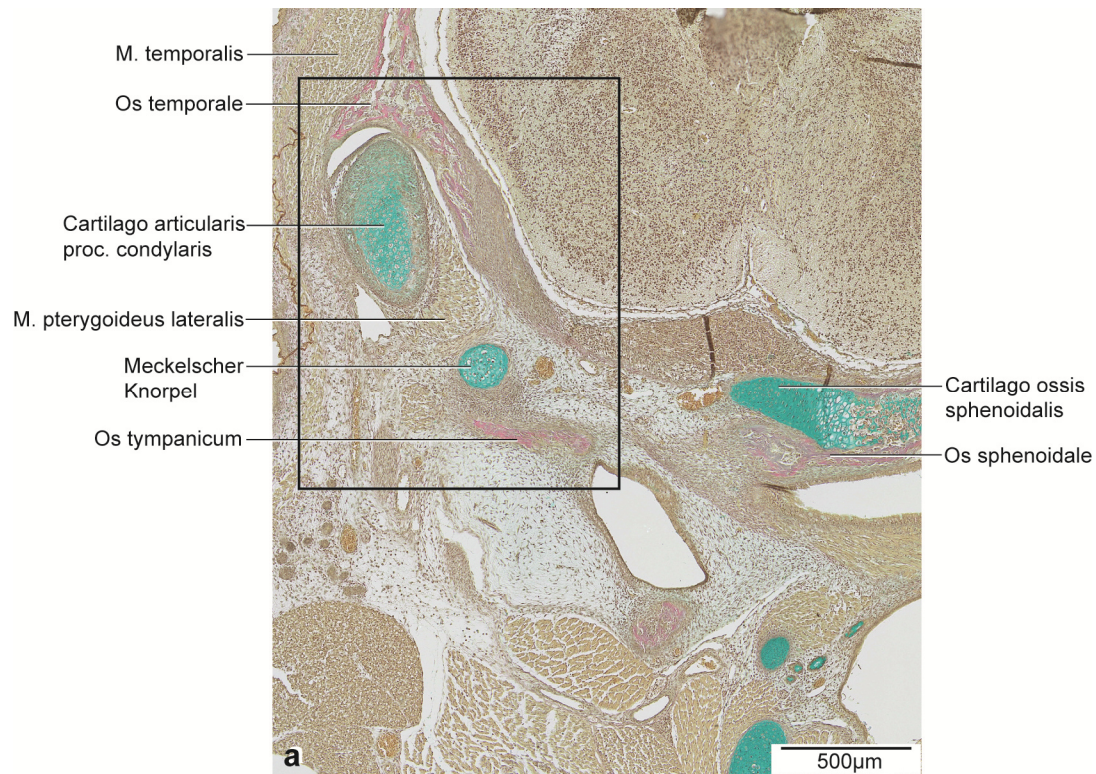 M. temporalis
Os temporale
Cartilago articularis
proc. condylaris
M. pterygoideus lateralis
Meckelscher
Knorpel
Os tympanicum
Cartilago ossis
sphenoidalis
Os sphenoidale
a
500µm